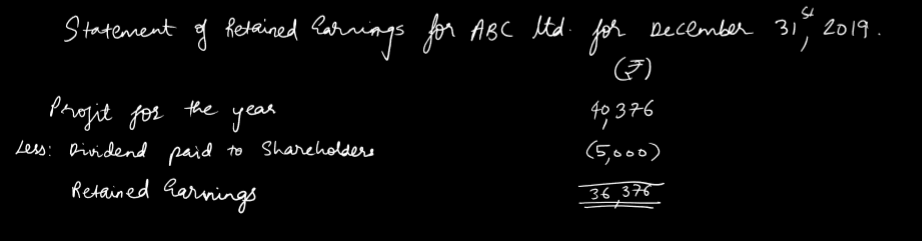 Statement of Retained Earnings for ABC Ltd. for December 31st, 2019.
(₹)
Profit for the year 40,376
Less: Dividend paid to Shareholders (5,000)
Retained Earnings 36,376